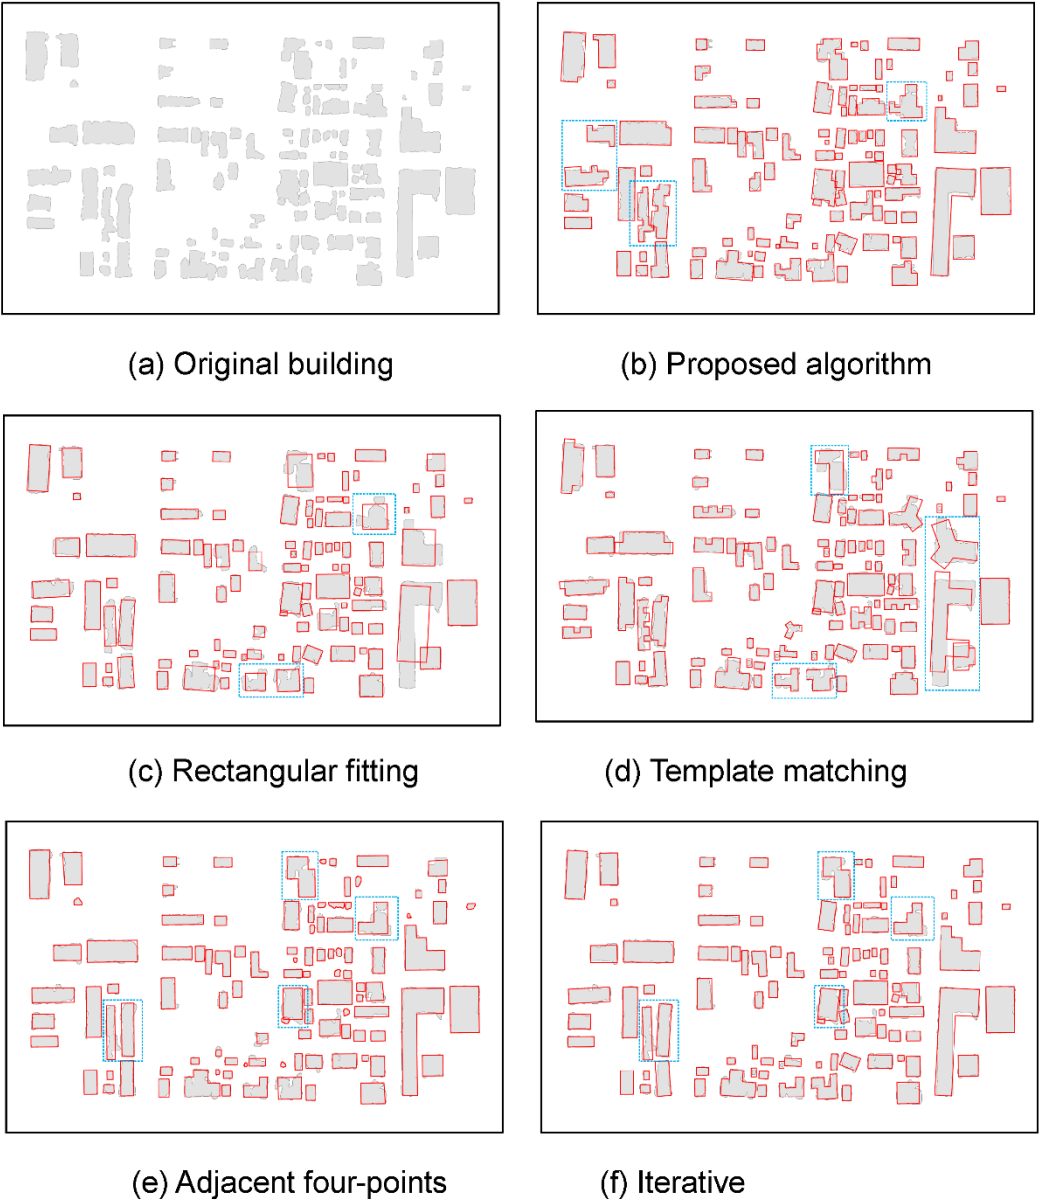 (a) Original building
(b) Proposed algorithm
(c) Rectangular fitting
(d) Template matching
(e) Adjacent four-points
(f) Iterative